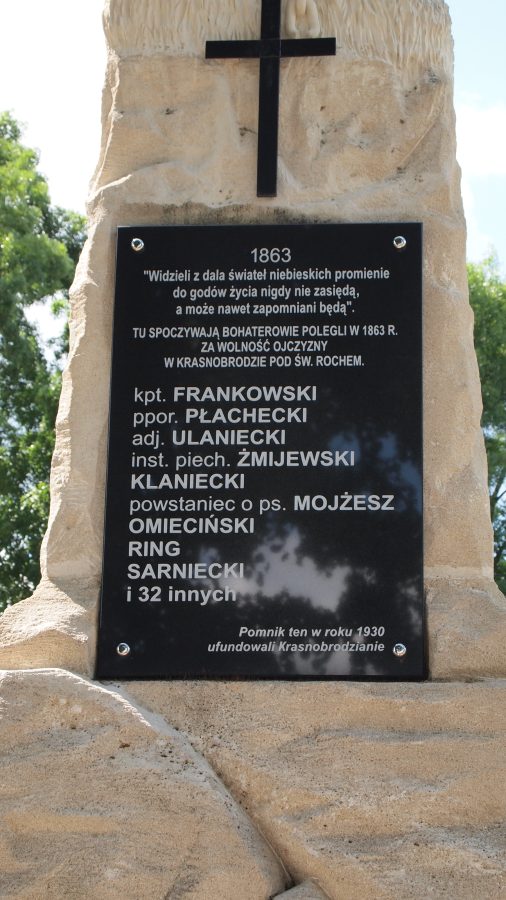 1863
"Widzieli z dala świateł niebieskich promienie
do godów życia nigdy nie zasiędą,
a może nawet zapomniani będą".
TU SPOCZYWAJĄ BOHATEROWIE POLEGLI W 1863 R.
ZA WOLNOŚĆ OJCZYZNY
W KRASNOBRODZIE POD ŚW. ROCHEM.
kpt. FRANKOWSKI
ppor. PŁACHECKI
adj. ULANIECKI
inst. piech. ŻMIJEWSKI
KLANIECKI
powstaniec o ps. MOJŻESZ
OMIECIŃSKI
RING
SARNIECKI
i 32 innych
Pomnik ten w roku 1930
ufundowali Krasnobrodzianie